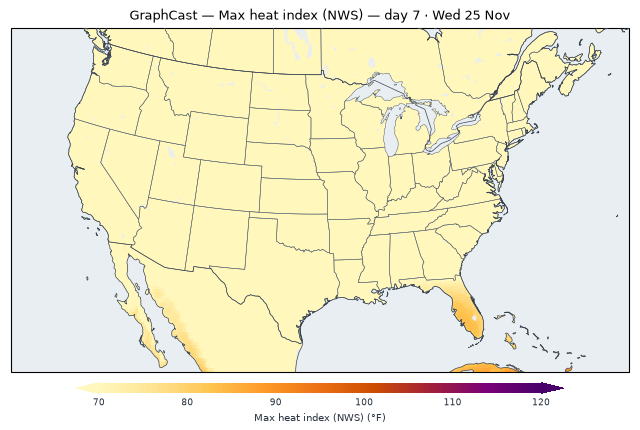 GraphCast — Max heat index (NWS) — day 7 · Wed 25 Nov
70 80 90 100 110 120
Max heat index (NWS) (°F)